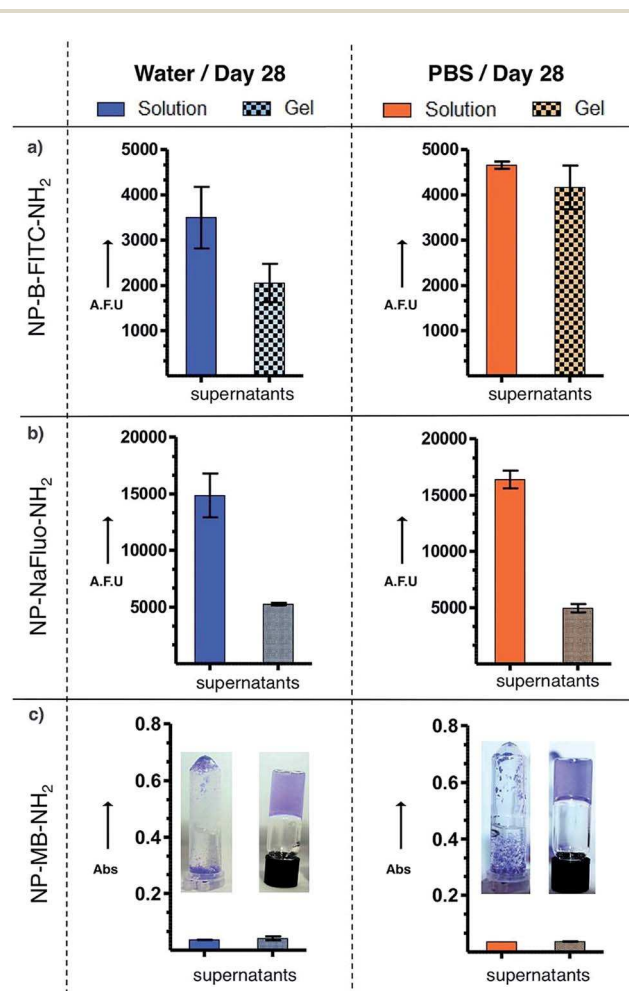 Water / Day 28
PBS / Day 28
Solution Gel
Solution Gel
a)
NP-B-FITC-NH2
5000
4000
3000
2000
1000
A.F.U
supernatants
5000
4000
3000
2000
1000
A.F.U
supernatants
b)
NP-NaFluo-NH2
20000
15000
10000
5000
A.F.U
supernatants
20000
15000
10000
5000
A.F.U
supernatants
c)
NP-MB-NH2
0.8
0.6
0.4
0.2
Abs
supernatants
0.8
0.6
0.4
0.2
Abs
supernatants